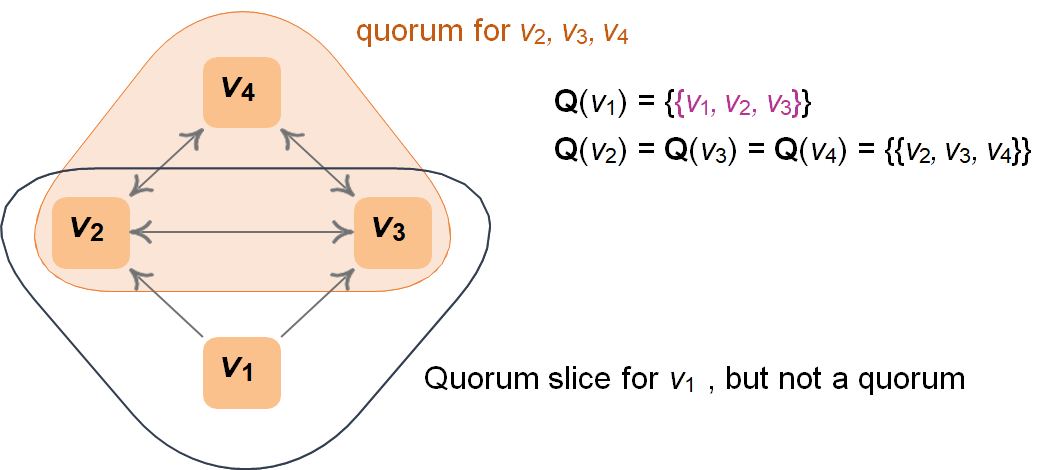 quorum for v2, v3, v4
v4
Q(v1) = {{v1, v2, v3}}
Q(v2) = Q(v3) = Q(v4) = {{v2, v3, v4}}
v2
v3
v1
Quorum slice for v1 , but not a quorum